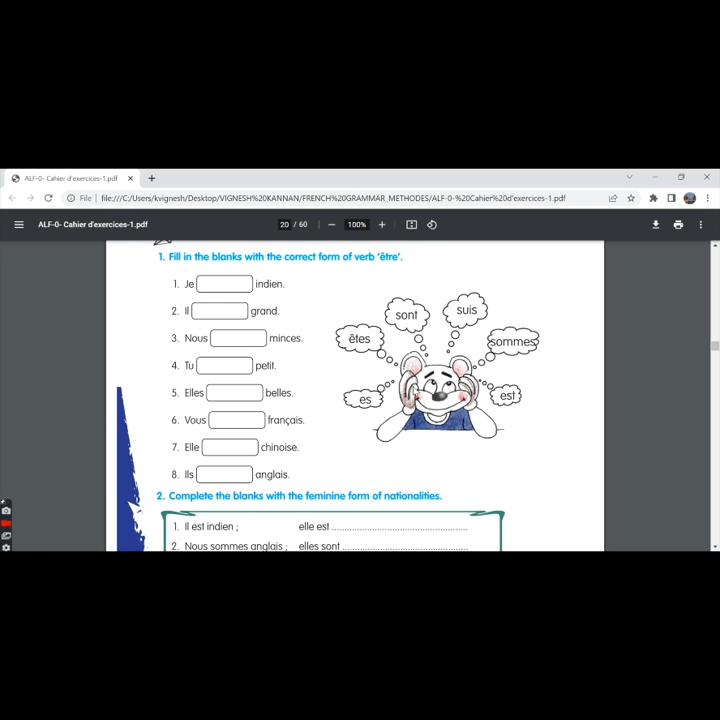 ALF-0- Cahier d'exercices-1.pdf
File | file:///C:/Users/kvignesh/Desktop/VIGNESH%20KANNAN/FRENCH%20GRAMMAR_METHODES/ALF-0-%20Cahier%20d'exercices-1.pdf
ALF-0- Cahier d'exercices-1.pdf 20 / 60 100%
1. Fill in the blanks with the correct form of verb 'être'.
1. Je indien.
2. Il grand.
3. Nous minces.
4. Tu petit.
5. Elles belles.
6. Vous français.
7. Elle chinoise.
8. Ils anglais.
sont
suis
êtes
sommes
es
est
2. Complete the blanks with the feminine form of nationalities.
1. Il est indien ; elle est ................................................
2. Nous sommes anglais ; elles sont ............................................